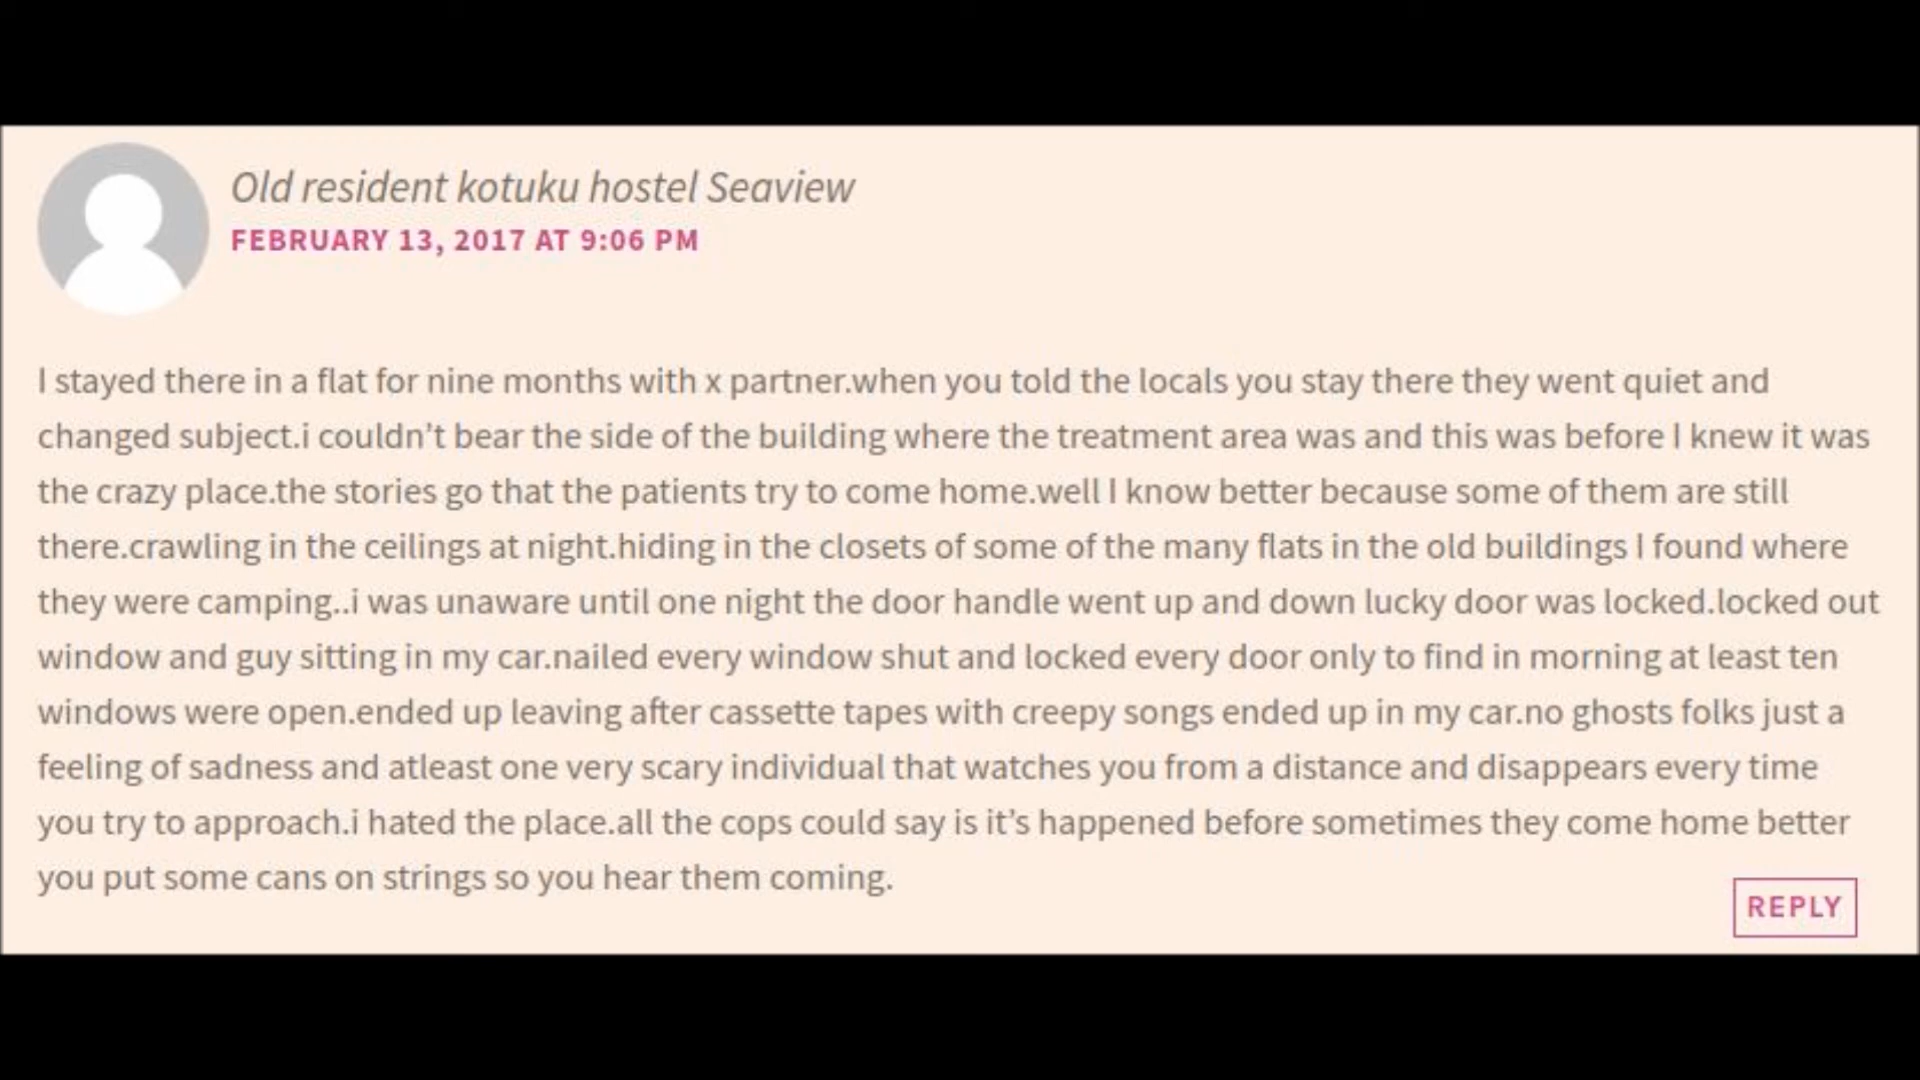 Old resident kotuku hostel Seaview
FEBRUARY 13, 2017 AT 9:06 PM
I stayed there in a flat for nine months with x partner.when you told the locals you stay there they went quiet and
changed subject.i couldn't bear the side of the building where the treatment area was and this was before I knew it was
the crazy place.the stories go that the patients try to come home.well I know better because some of them are still
there.crawling in the ceilings at night.hiding in the closets of some of the many flats in the old buildings I found where
they were camping..i was unaware until one night the door handle went up and down lucky door was locked.locked out
window and guy sitting in my car.nailed every window shut and locked every door only to find in morning at least ten
windows were open.ended up leaving after cassette tapes with creepy songs ended up in my car.no ghosts folks just a
feeling of sadness and atleast one very scary individual that watches you from a distance and disappears every time
you try to approach.i hated the place.all the cops could say is it’s happened before sometimes they come home better
you put some cans on strings so you hear them coming.
REPLY